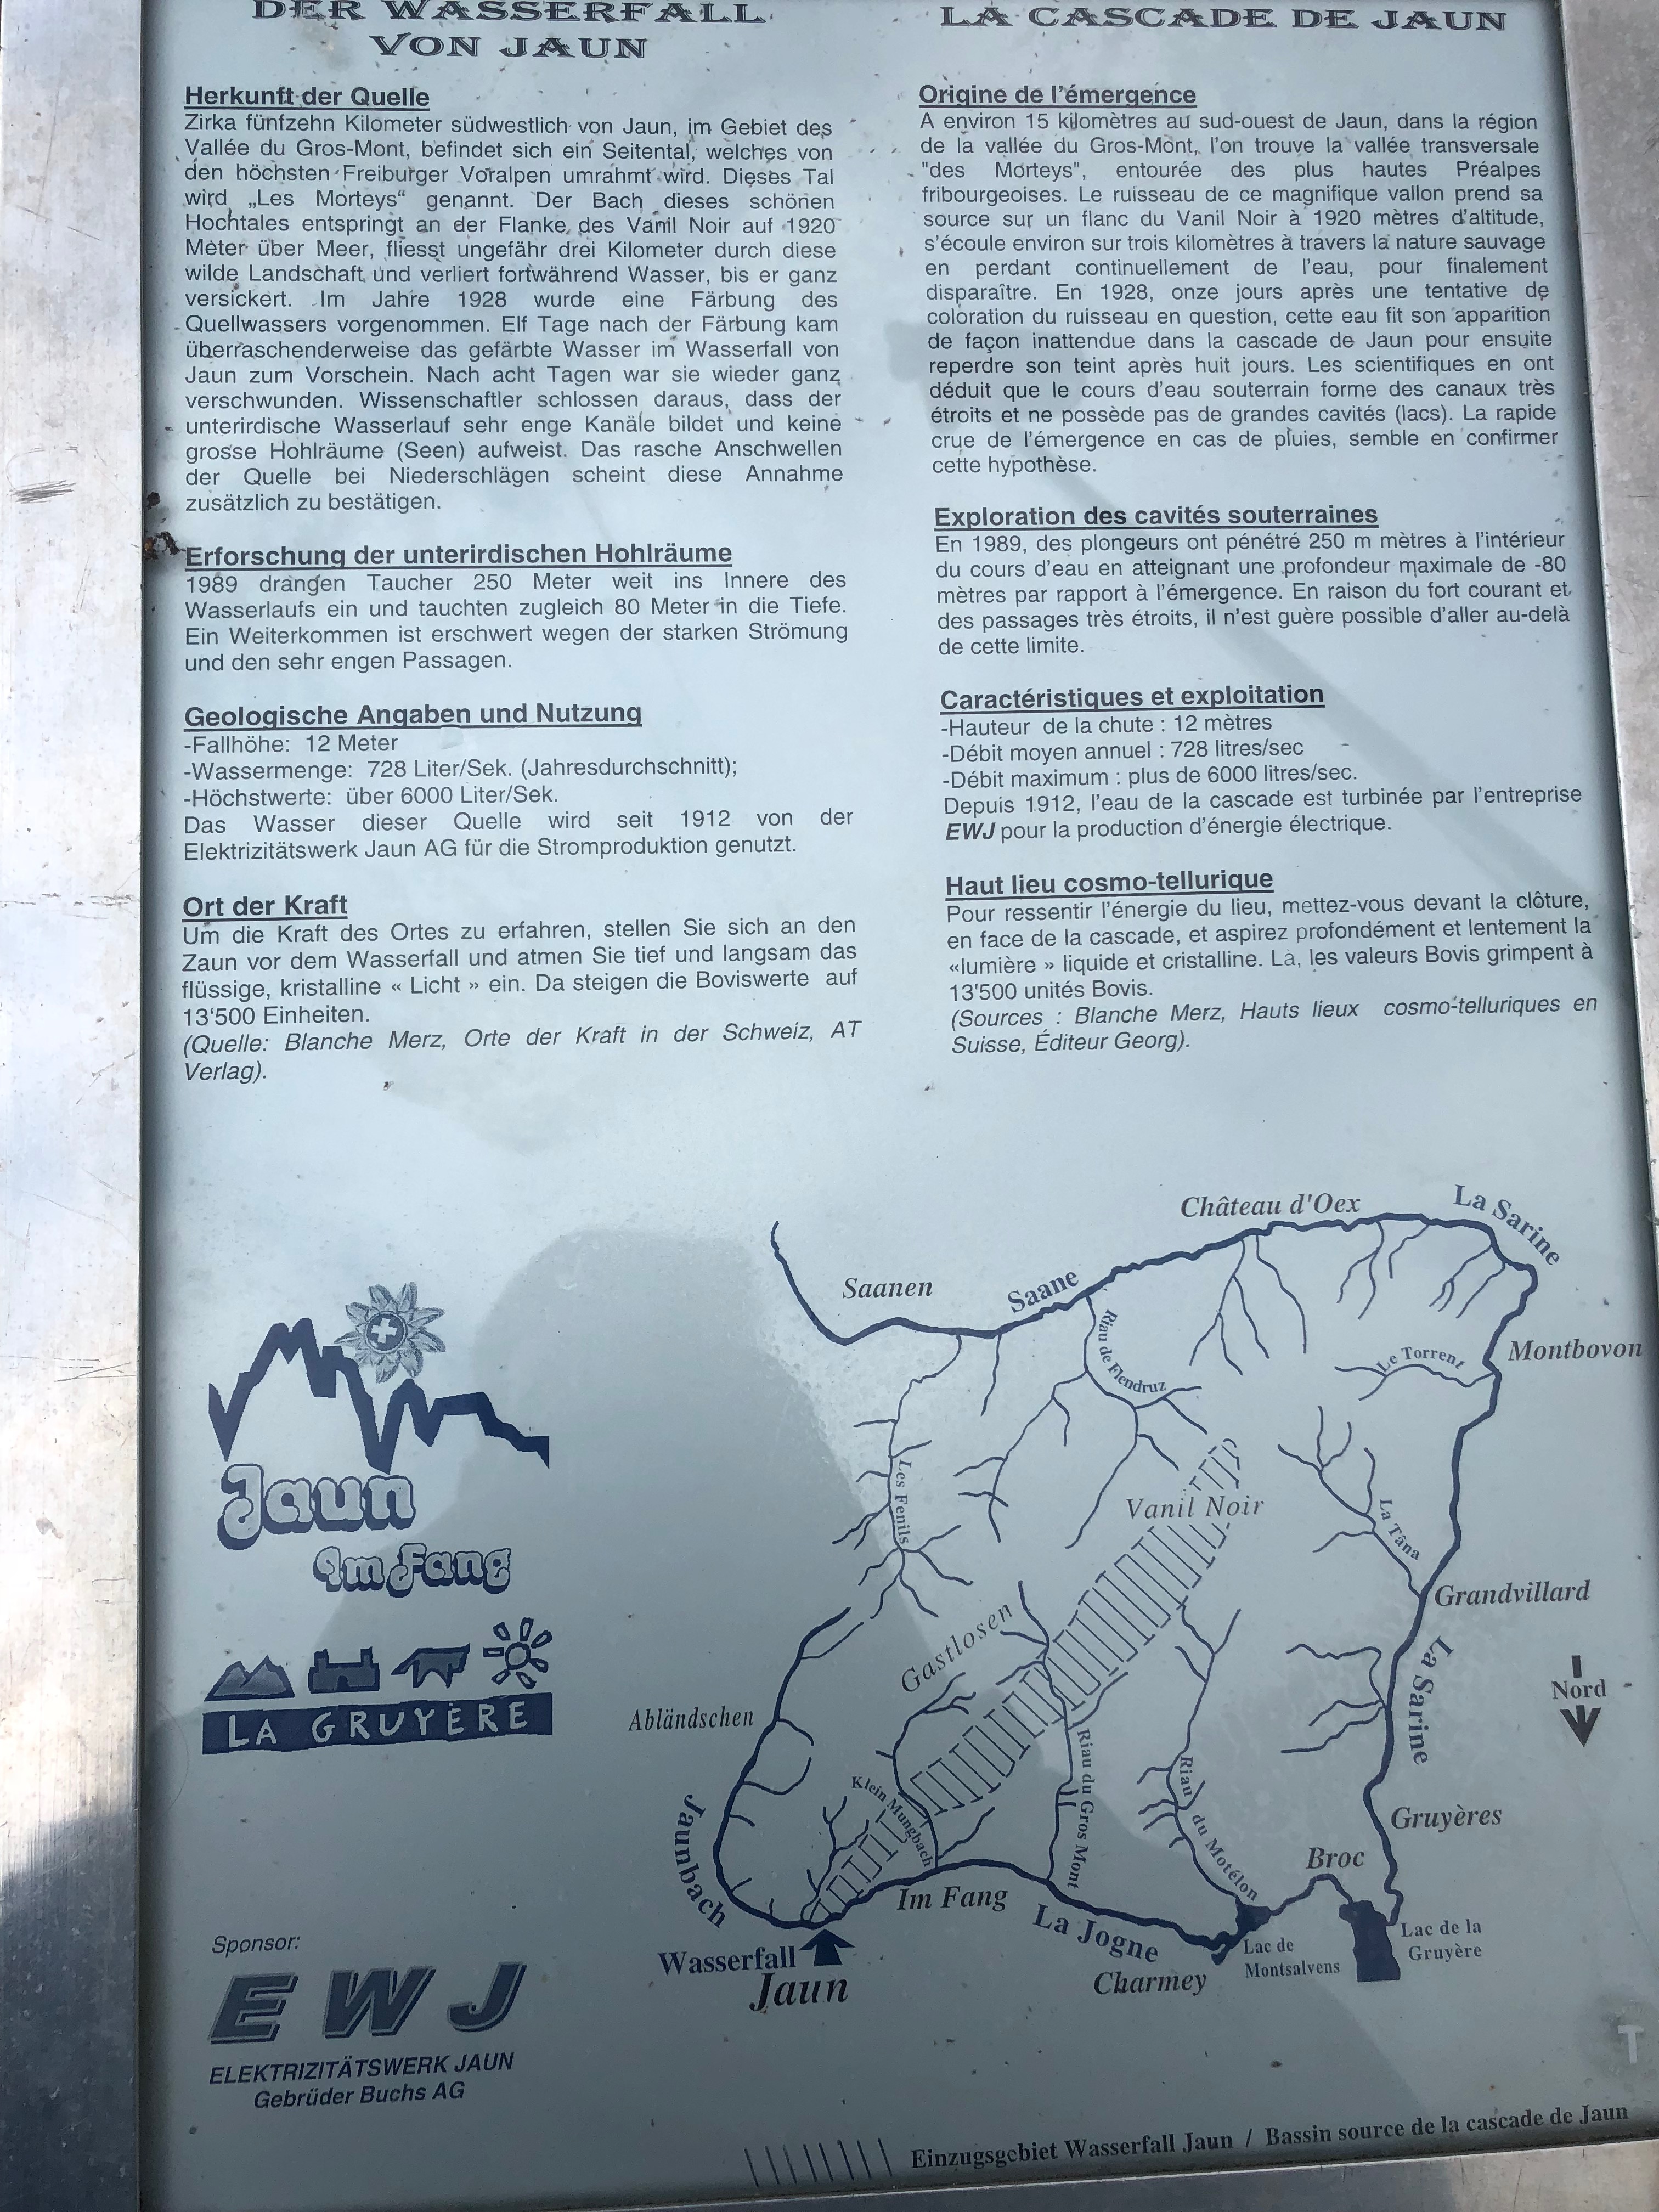 DER WASSERFALL
VON JAUN
Herkunft der Quelle
Zirka fünfzehn Kilometer südwestlich von Jaun, im Gebiet des
Vallée du Gros-Mont, befindet sich ein Seitental, welches von
den höchsten Freiburger Voralpen umrahmt wird. Dieses Tal
wird „Les Morteys“ genannt. Der Bach dieses schönen
Hochtales entspringt an der Flanke des Vanil Noir auf 1920
Meter über Meer, fliesst ungefähr drei Kilometer durch diese
wilde Landschaft und verliert fortwährend Wasser, bis er ganz
versickert. Im Jahre 1928 wurde eine Färbung des
Quellwassers vorgenommen. Elf Tage nach der Färbung kam
überraschenderweise das gefärbte Wasser im Wasserfall von
Jaun zum Vorschein. Nach acht Tagen war sie wieder ganz
verschwunden. Wissenschaftler schlossen daraus, dass der
unterirdische Wasserlauf sehr enge Kanäle bildet und keine
grosse Hohlräume (Seen) aufweist. Das rasche Anschwellen
der Quelle bei Niederschlägen scheint diese Annahme
zusätzlich zu bestätigen.
Erforschung der unterirdischen Hohlräume
1989 drangen Taucher 250 Meter weit ins Innere des
Wasserlaufs ein und tauchten zugleich 80 Meter in die Tiefe.
Ein Weiterkommen ist erschwert wegen der starken Strömung
und den sehr engen Passagen.
Geologische Angaben und Nutzung
-Fallhöhe: 12 Meter
-Wassermenge: 728 Liter/Sek. (Jahresdurchschnitt);
-Höchstwerte: über 6000 Liter/Sek.
Das Wasser dieser Quelle wird seit 1912 von der
Elektrizitätswerk Jaun AG für die Stromproduktion genutzt.
Ort der Kraft
Um die Kraft des Ortes zu erfahren, stellen Sie sich an den
Zaun vor dem Wasserfall und atmen Sie tief und langsam das
flüssige, kristalline « Licht » ein. Da steigen die Boviswerte auf
13‘500 Einheiten.
(Quelle: Blanche Merz, Orte der Kraft in der Schweiz, AT
Verlag).
LA CASCADE DE JAUN
Origine de l'émergence
A environ 15 kilomètres au sud-ouest de Jaun, dans la région
de la vallée du Gros-Mont, l'on trouve la vallée transversale
"des Morteys", entourée des plus hautes Préalpes
fribourgeoises. Le ruisseau de ce magnifique vallon prend sa
source sur un flanc du Vanil Noir à 1920 mètres d'altitude,
s'écoule environ sur trois kilomètres à travers la nature sauvage
en perdant continuellement de l'eau, pour finalement
disparaître. En 1928, onze jours après une tentative de
coloration du ruisseau en question, cette eau fit son apparition
de façon inattendue dans la cascade de Jaun pour ensuite
reperdre son teint après huit jours. Les scientifiques en ont
déduit que le cours d'eau souterrain forme des canaux très
étroits et ne possède pas de grandes cavités (lacs). La rapide
crue de l'émergence en cas de pluies, semble en confirmer
cette hypothèse.
Exploration des cavités souterraines
En 1989, des plongeurs ont pénétré 250 m mètres à l'intérieur
du cours d'eau en atteignant une profondeur maximale de -80
mètres par rapport à l'émergence. En raison du fort courant et
des passages très étroits, il n'est guère possible d'aller au-delà
de cette limite.
Caractéristiques et exploitation
-Hauteur de la chute : 12 mètres
-Débit moyen annuel : 728 litres/sec
-Débit maximum : plus de 6000 litres/sec.
Depuis 1912, l'eau de la cascade est turbinée par l'entreprise
EWJ pour la production d'énergie électrique.
Haut lieu cosmo-tellurique
Pour ressentir l'énergie du lieu, mettez-vous devant la clôture,
en face de la cascade, et aspirez profondément et lentement la
«lumière » liquide et cristalline. Là, les valeurs Bovis grimpent à
13'500 unités Bovis.
(Sources : Blanche Merz, Hauts lieux cosmo-telluriques en
Suisse, Éditeur Georg).
Jaun
Im Fang
LA GRUYÈRE
Sponsor:
EWJ
ELEKTRIZITÄTSWERK JAUN
Gebrüder Buchs AG
Château d'Oex
La Sarine
Saanen
Saane
Riau de Flendruz
Le Torrent
Montbovon
Les Fenils
Vanil Noir
La Tâna
Grandvillard
Gastlosen
La Sarine
Nord
Abländschen
Riau du Gros Mont
Riau du Motélon
Klein Mungbach
Gruyères
Jaunbach
Broc
Im Fang
La Jogne
Lac de la
Gruyère
Lac de
Montsalvens
Wasserfall
Jaun
Charmey
T
Einzugsgebiet Wasserfall Jaun / Bassin source de la cascade de Jaun